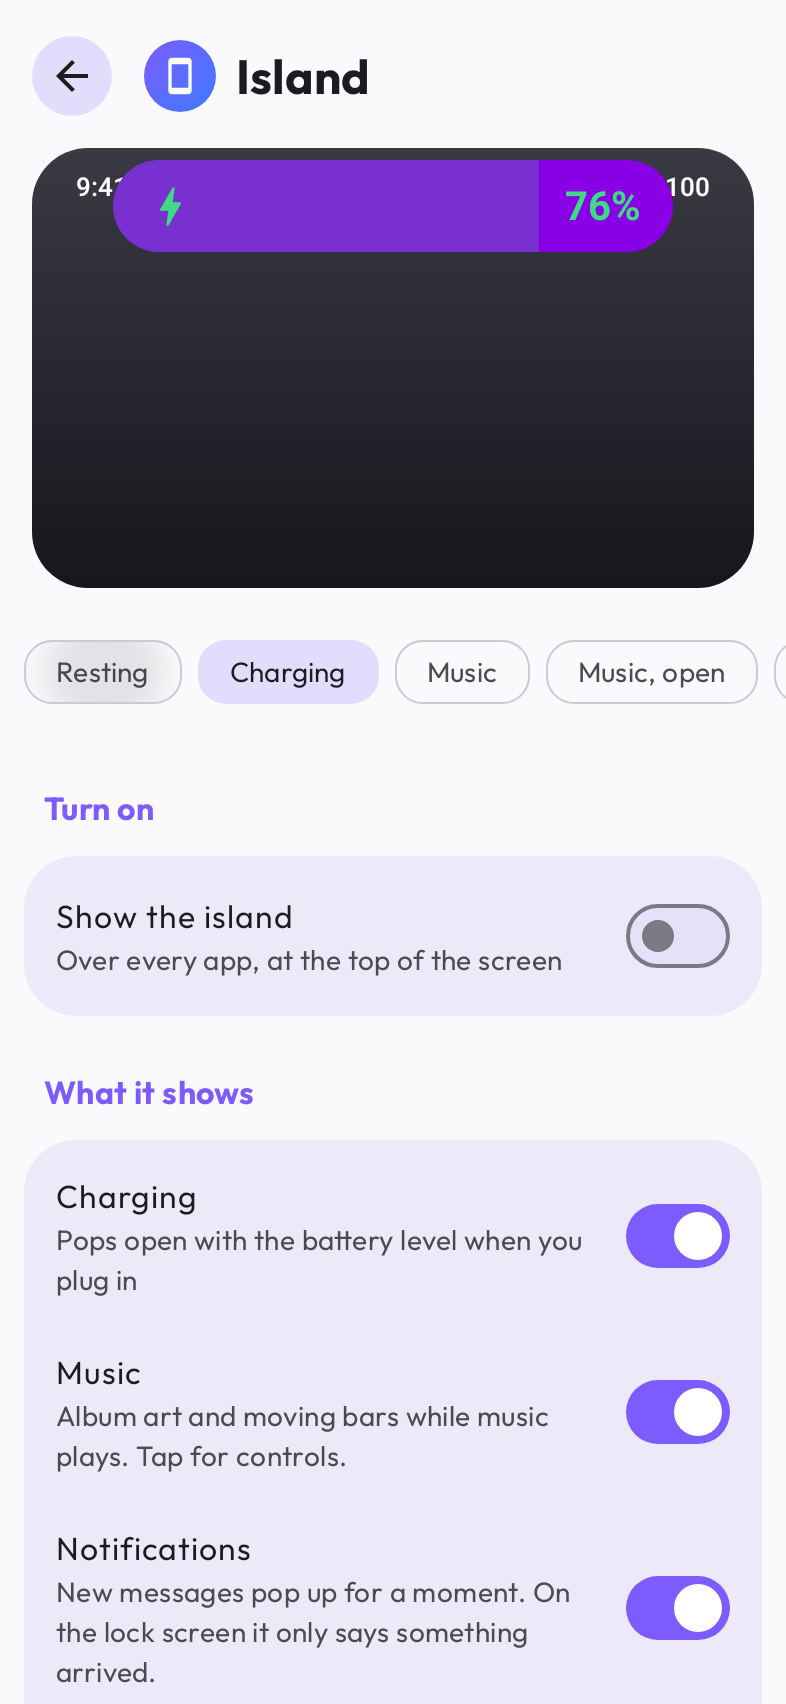 Island
9:41
76%
100
Resting
Charging
Music
Music, open
Turn on
Show the island
Over every app, at the top of the screen
What it shows
Charging
Pops open with the battery level when you
plug in
Music
Album art and moving bars while music
plays. Tap for controls.
Notifications
New messages pop up for a moment. On
the lock screen it only says something
arrived.